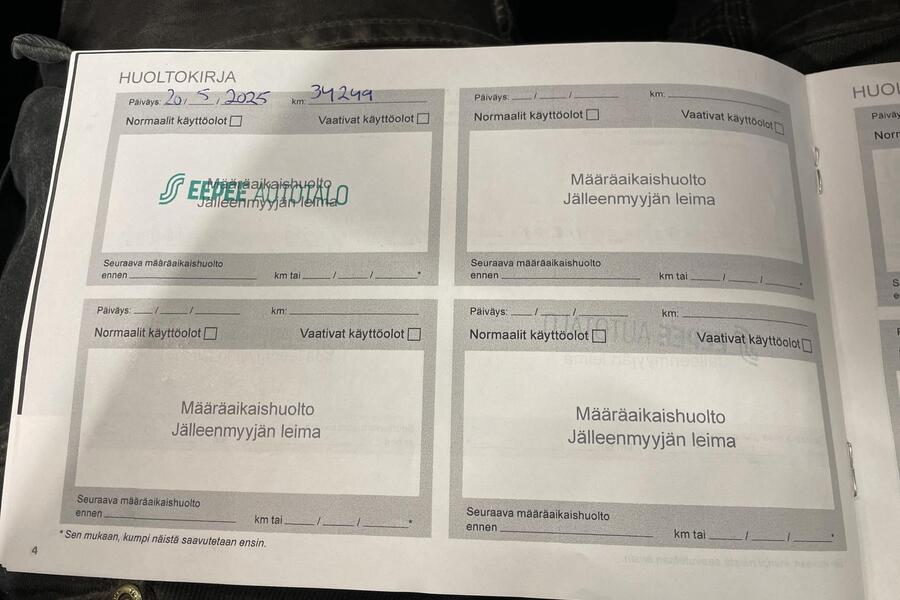 HUOLTOKIRJA
Päiväys: 20 / 5 / 2025 km: 34249
Normaalit käyttöolot Vaativat käyttöolot
Määräaikaishuolto
Jälleenmyyjän leima
EEPEE AUTOTALO
Seuraava määräaikaishuolto
ennen km tai / / *
Päiväys: / / km:
Normaalit käyttöolot Vaativat käyttöolot
Määräaikaishuolto
Jälleenmyyjän leima
Seuraava määräaikaishuolto
ennen km tai / / *
Päiväys: / / km:
Normaalit käyttöolot Vaativat käyttöolot
Määräaikaishuolto
Jälleenmyyjän leima
Seuraava määräaikaishuolto
ennen km tai / / *
Päiväys: / / km:
Normaalit käyttöolot Vaativat käyttöolot
Määräaikaishuolto
Jälleenmyyjän leima
Seuraava määräaikaishuolto
ennen km tai / / *
* Sen mukaan, kumpi näistä saavutetaan ensin.
4